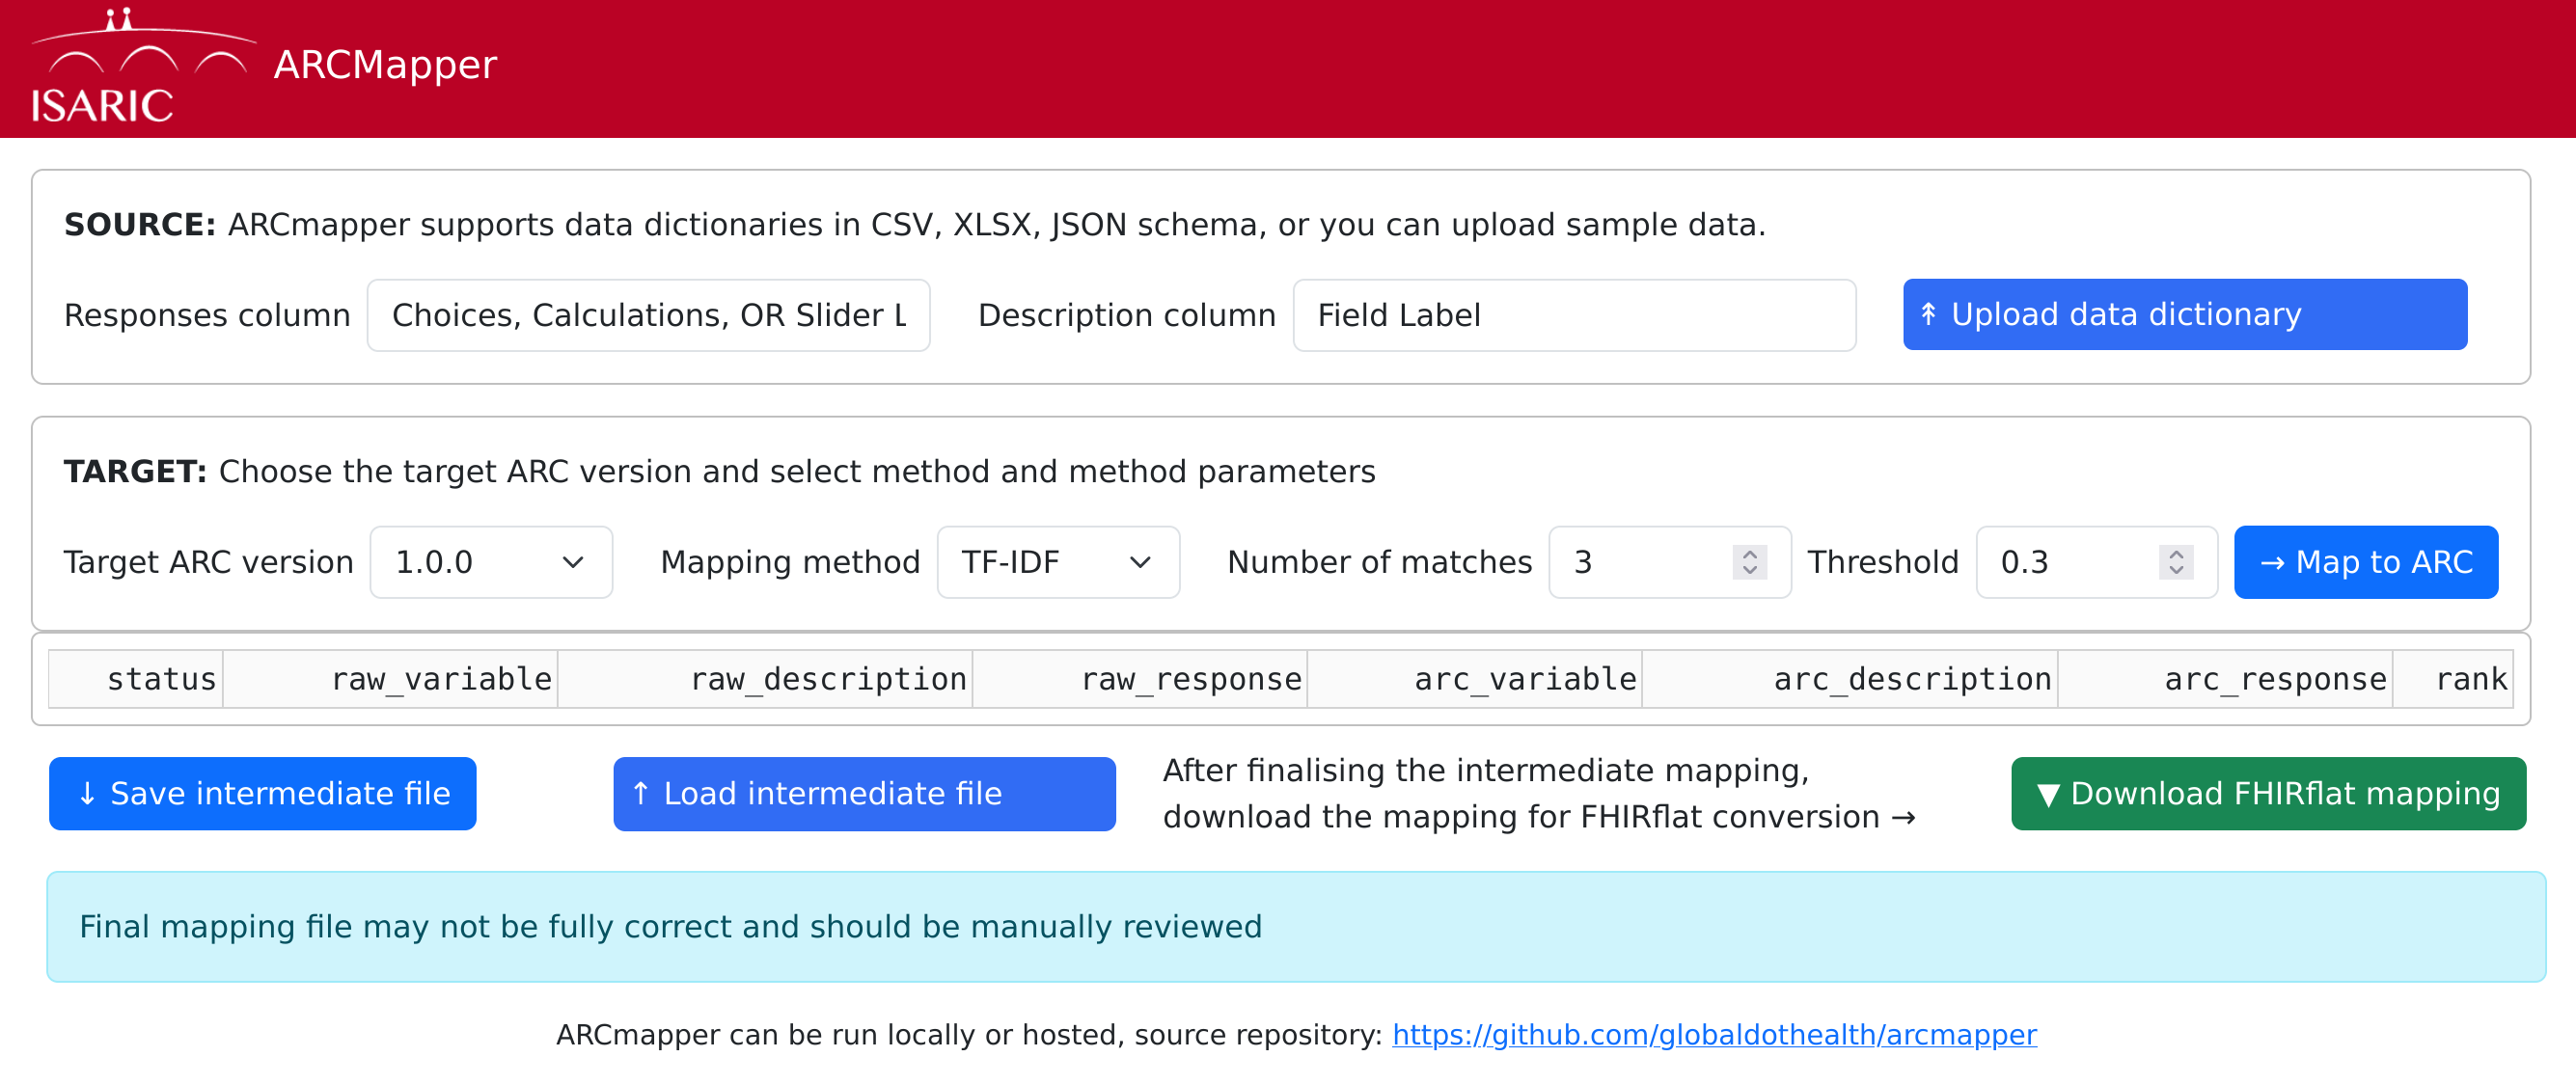 ISARIC
ARCMapper
SOURCE: ARCmapper supports data dictionaries in CSV, XLSX, JSON schema, or you can upload sample data.
Responses column Choices, Calculations, OR Slider L Description column Field Label ↟ Upload data dictionary
TARGET: Choose the target ARC version and select method and method parameters
Target ARC version 1.0.0 Mapping method TF-IDF Number of matches 3 Threshold 0.3 → Map to ARC
status raw_variable raw_description raw_response arc_variable arc_description arc_response rank
↓ Save intermediate file ↑ Load intermediate file
After finalising the intermediate mapping,
download the mapping for FHIRflat conversion →
▼ Download FHIRflat mapping
Final mapping file may not be fully correct and should be manually reviewed
ARCmapper can be run locally or hosted, source repository: https://github.com/globaldothealth/arcmapper